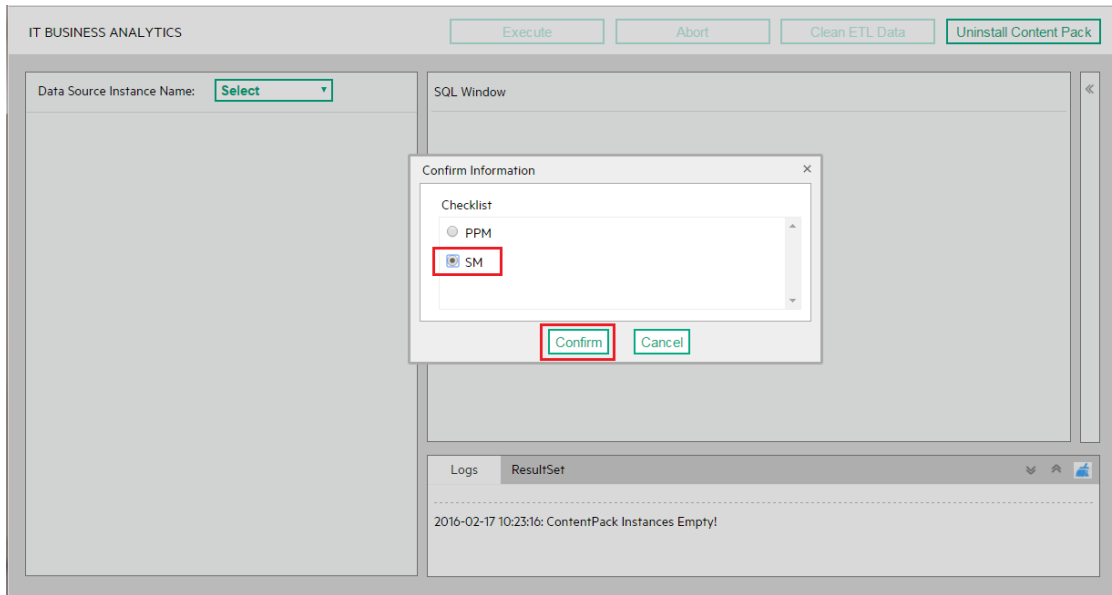 IT BUSINESS ANALYTICS
Execute
Abort
Clean ETL Data
Uninstall Content Pack
Data Source Instance Name:
Select
SQL Window
Confirm Information
Checklist
PPM
SM
Confirm
Cancel
Logs
ResultSet
2016-02-17 10:23:16: ContentPack Instances Empty!